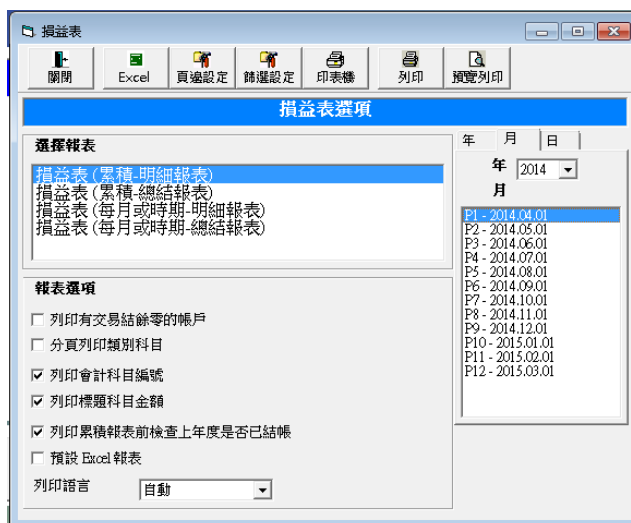 損益表
關閉
Excel
頁邊設定
篩選設定
印表機
列印
預覽列印
損益表選項
選擇報表
損益表 (累積-明細報表)
損益表 (累積-總結報表)
損益表 (每月或時期-明細報表)
損益表 (每月或時期-總結報表)
報表選項
列印有交易結餘零的帳戶
分頁列印類別科目
列印會計科目編號
列印標題科目金額
列印累積報表前檢查上年度是否已結帳
預設 Excel 報表
列印語言 自動
年 月 日
年 2014
月
P1 - 2014.04.01
P2 - 2014.05.01
P3 - 2014.06.01
P4 - 2014.07.01
P5 - 2014.08.01
P6 - 2014.09.01
P7 - 2014.10.01
P8 - 2014.11.01
P9 - 2014.12.01
P10 - 2015.01.01
P11 - 2015.02.01
P12 - 2015.03.01